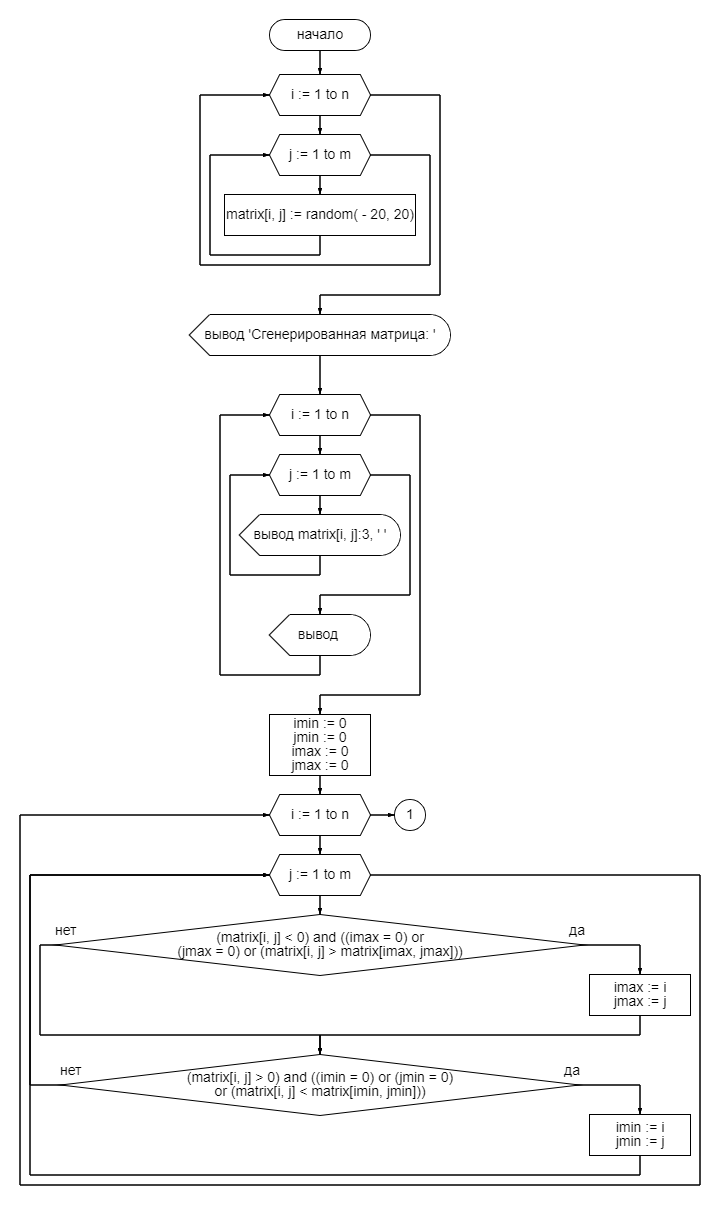 начало
i := 1 to n
j := 1 to m
matrix[i, j] := random( - 20, 20)
вывод 'Сгенерированная матрица: '
i := 1 to n
j := 1 to m
вывод matrix[i, j]:3, ' '
вывод
imin := 0
jmin := 0
imax := 0
jmax := 0
i := 1 to n
1
j := 1 to m
нет
да
(matrix[i, j] < 0) and ((imax = 0) or
(jmax = 0) or (matrix[i, j] > matrix[imax, jmax]))
imax := i
jmax := j
нет
да
(matrix[i, j] > 0) and ((imin = 0) or (jmin = 0)
or (matrix[i, j] < matrix[imin, jmin]))
imin := i
jmin := j